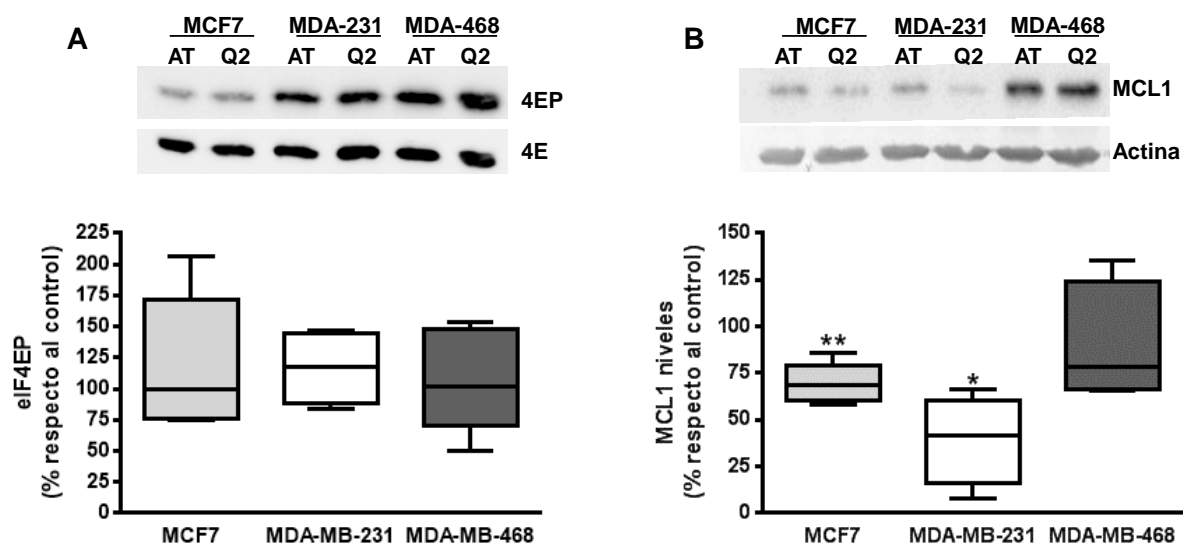 A
MCF7 MDA-231 MDA-468
AT Q2 AT Q2 AT Q2
4EP
4E
eIF4EP
(% respecto al control)
225
200
175
150
125
100
75
50
25
0
MCF7 MDA-MB-231 MDA-MB-468
B
MCF7 MDA-231 MDA-468
AT Q2 AT Q2 AT Q2
MCL1
Actina
MCL1 niveles
(% respecto al control)
150
125
100
75
50
25
0
**
*
MCF7 MDA-MB-231 MDA-MB-468